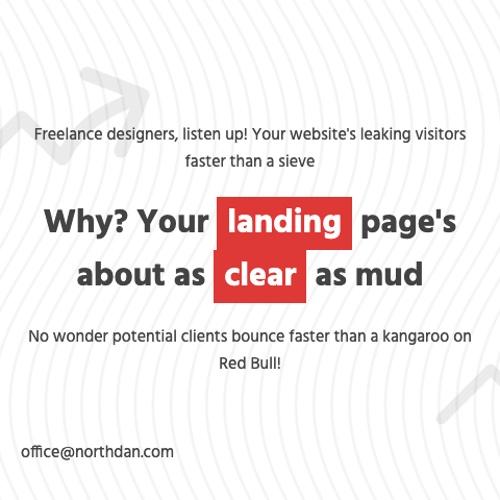 Freelance designers, listen up! Your website's leaking visitors
faster than a sieve
Why? Your landing page's
about as clear as mud
No wonder potential clients bounce faster than a kangaroo on
Red Bull!
office@northdan.com